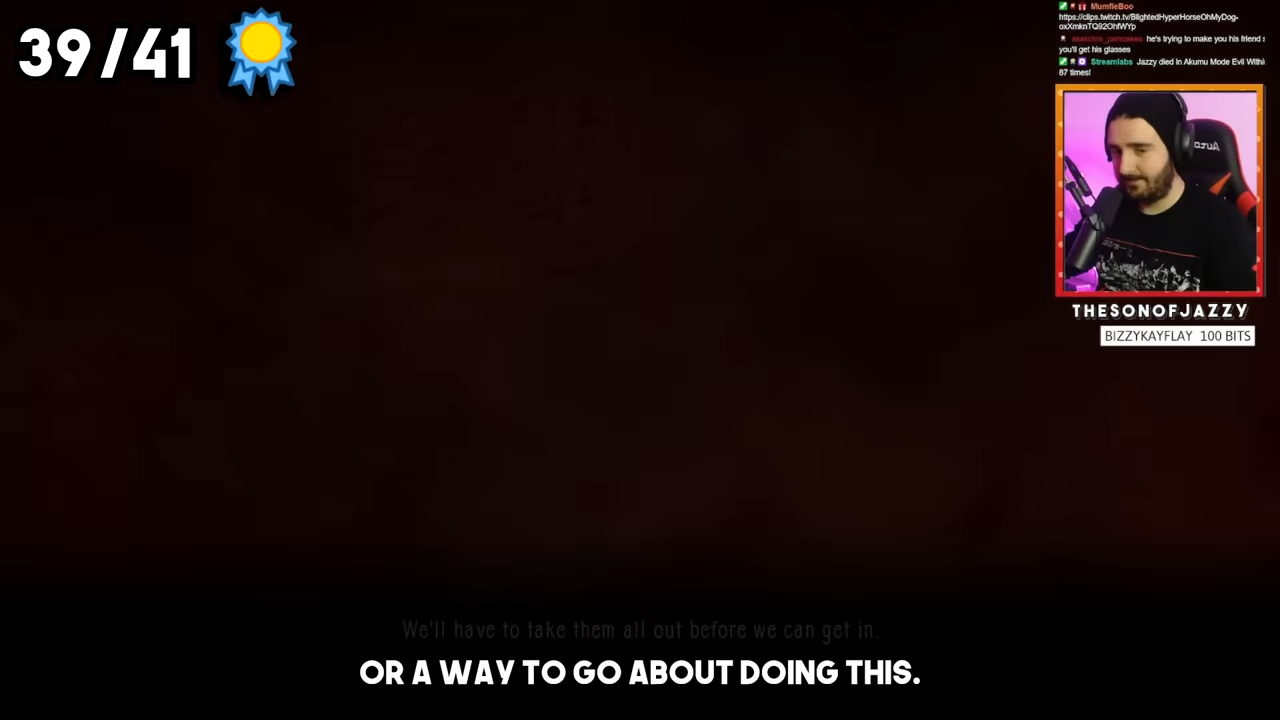 39/41
MumfieBoo
https://clips.twitch.tv/BlightedHyperHorseOhMyDog-
oxXmknTQ92OhfWYp
he's trying to make you his friend s
you'll get his glasses
Streamlabs Jazzy died in Akumu Mode Evil Within
87 times!
THESONOFJAZZY
BIZZYKAYFLAY 100 BITS
We'll have to take them all out before we can get in.
OR A WAY TO GO ABOUT DOING THIS.